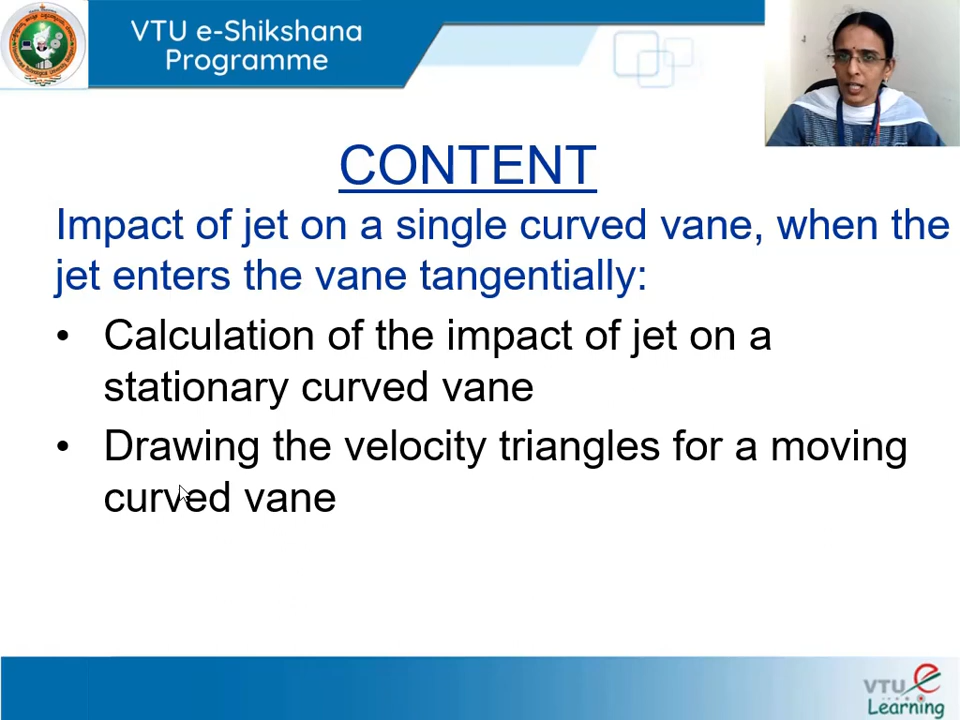 VTU e-Shikshana
Programme
CONTENT
Impact of jet on a single curved vane, when the
jet enters the vane tangentially:
• Calculation of the impact of jet on a
stationary curved vane
• Drawing the velocity triangles for a moving
curved vane
VTU e
Learning